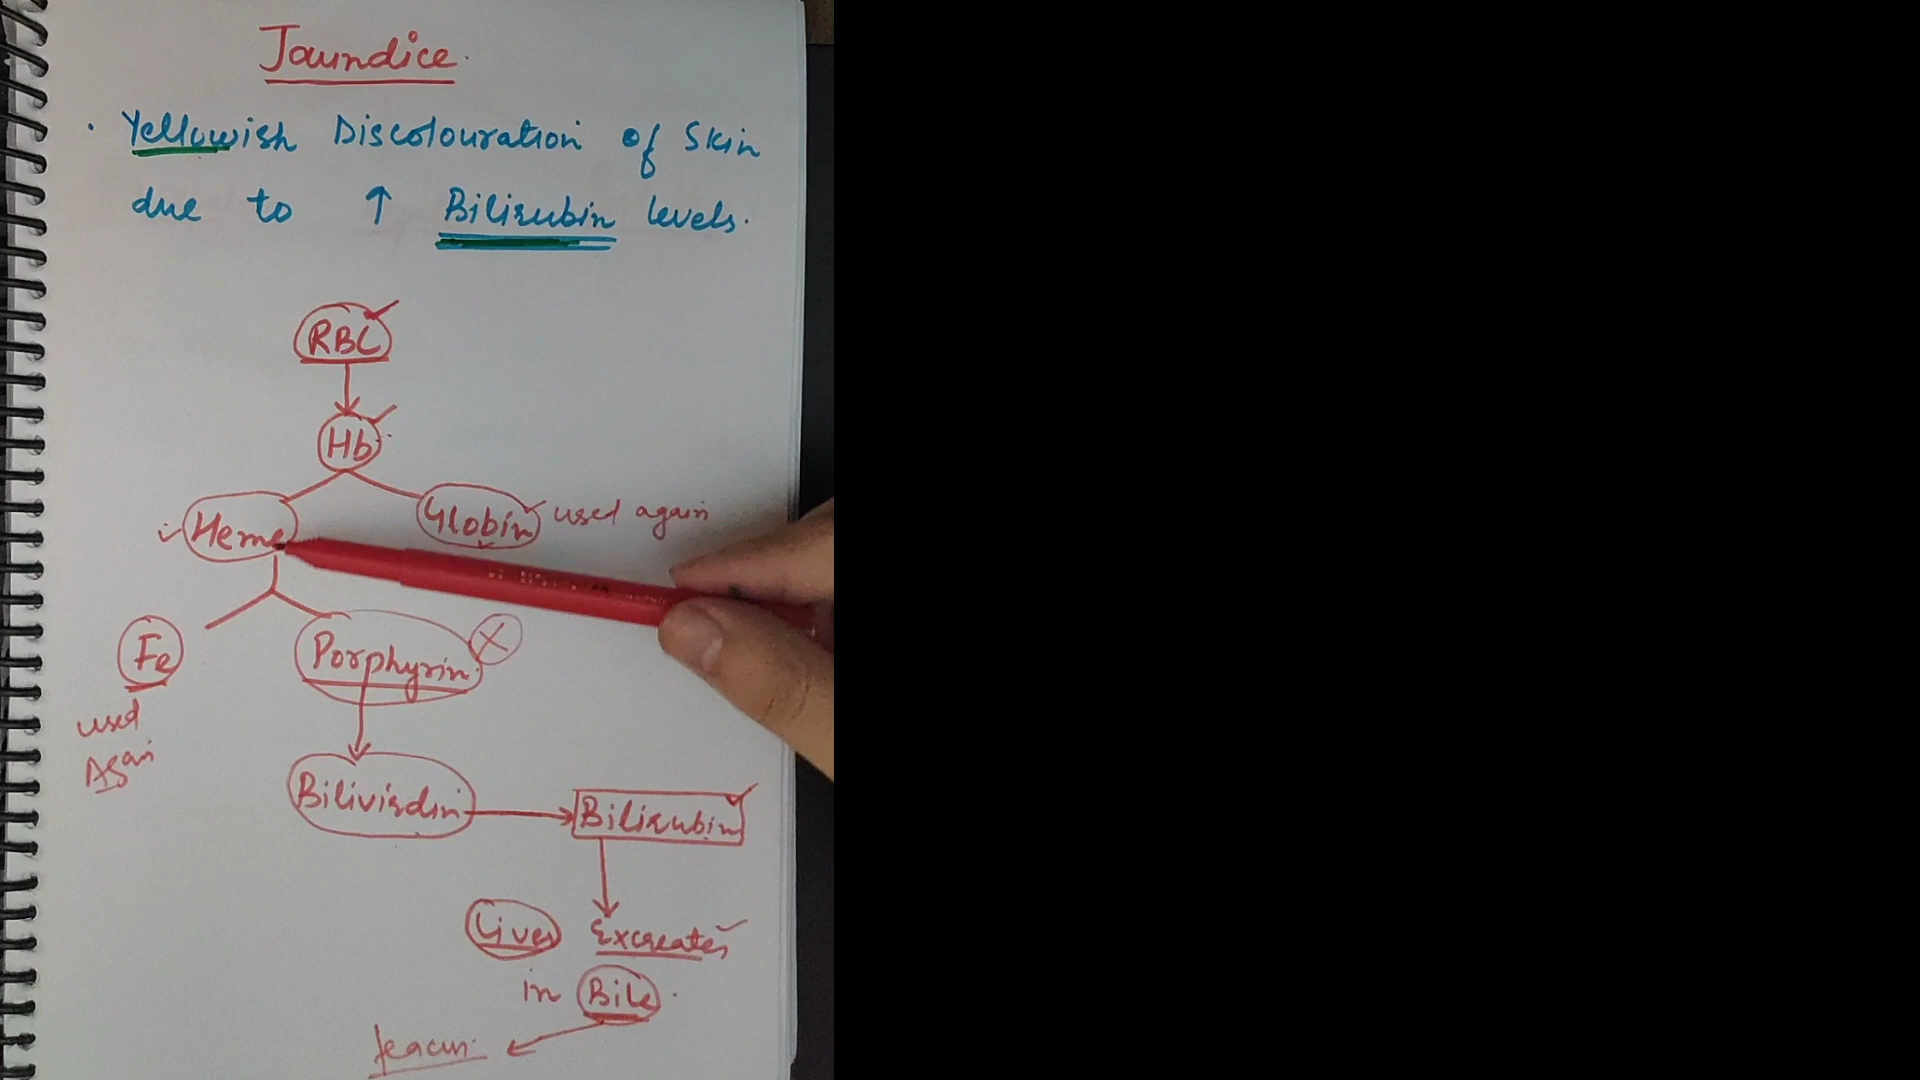 Jaundice.
· Yellowish Discolouration of Skin
due to ↑ Bilirubin levels.
RBC
Hb
Heme
Globin used again
Fe
Porphyrin X
used
Again
Biliverdin
Bilirubin
Liver Excreates
in Bile.